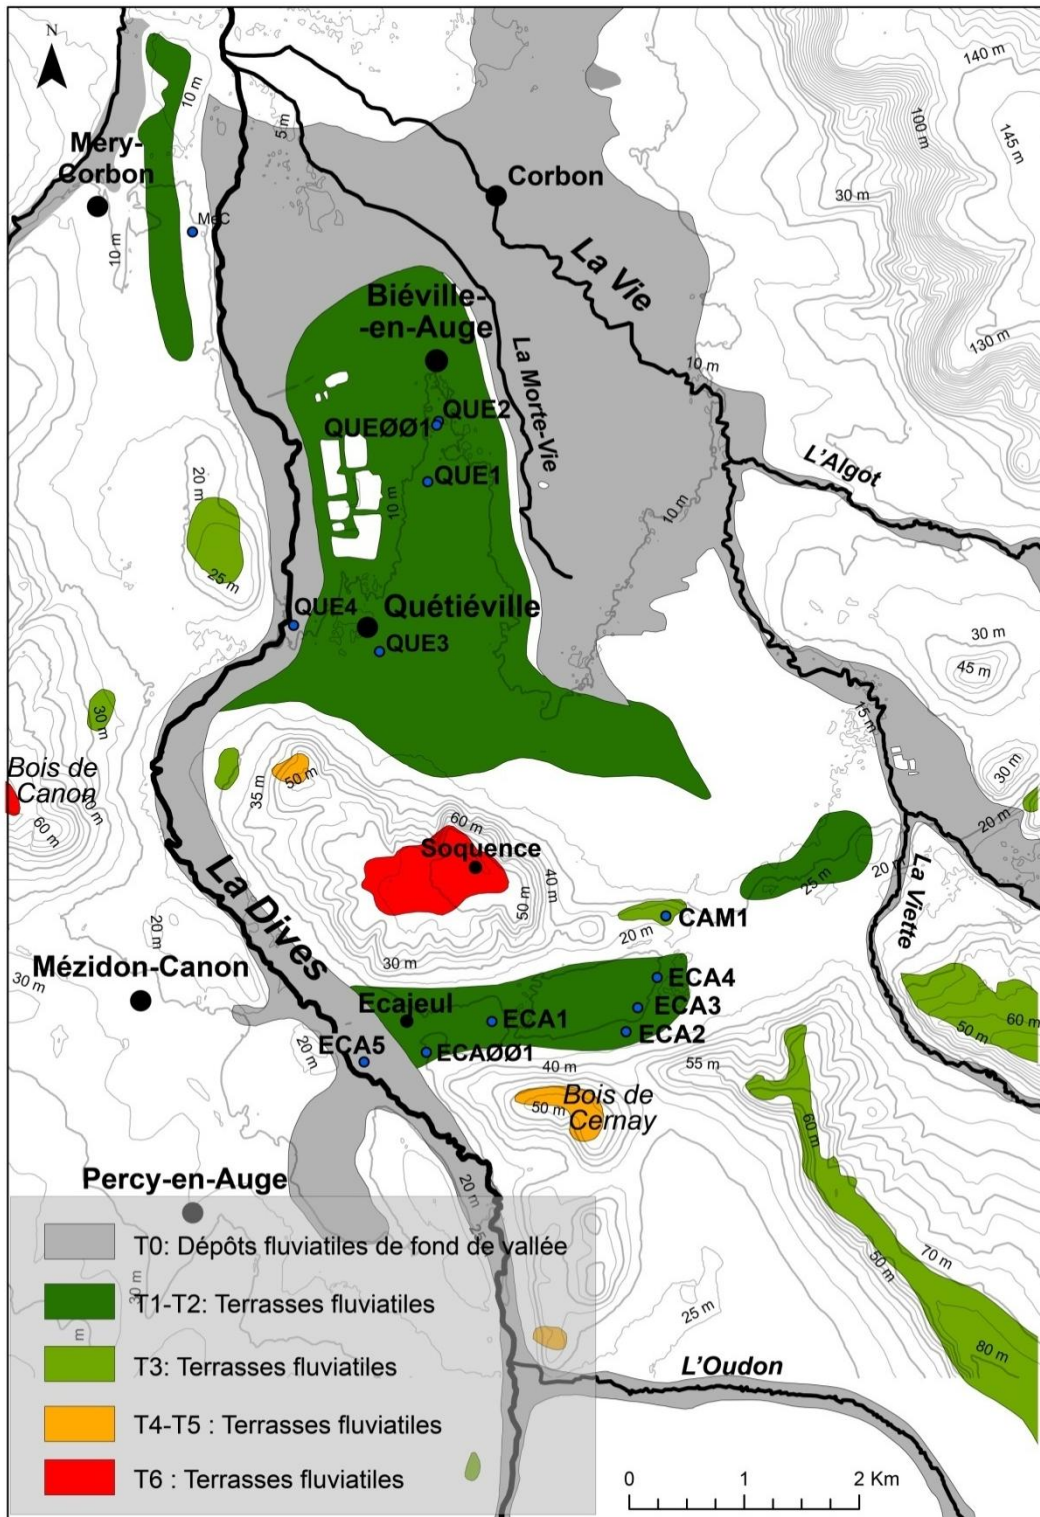 N
140 m
10 m
100 m
145 m
5 m
Mery-
Corbon
Corbon
30 m
MeC
10 m
La Vie
Biéville-
-en-Auge
130 m
La Morte-Vie
10 m
QUE2
QUEØØ1
L'Algot
20 m
QUE1
10 m
10 m
25 m
QUE4
Quétiéville
30 m
QUE3
45 m
30 m
15 m
Bois de
Canon
35 m
50 m
30 m
60 m
60 m
20 m
Soquence
La Dives
40 m
50 m
25 m
20 m
La Viette
CAM1
20 m
20 m
Mézidon-Canon
30 m
30 m
ECA4
Ecajeul
ECA1
ECA3
60 m
50 m
ECA5
20 m
ECAØØ1
ECA2
40 m
55 m
50 m
Bois de
Cernay
60 m
Percy-en-Auge
20 m
T0: Dépôts fluviatiles de fond de vallée
70 m
50 m
30 m
T1-T2: Terrasses fluviatiles
25 m
m
80 m
T3: Terrasses fluviatiles
L'Oudon
T4-T5 : Terrasses fluviatiles
T6 : Terrasses fluviatiles
0 1 2 Km